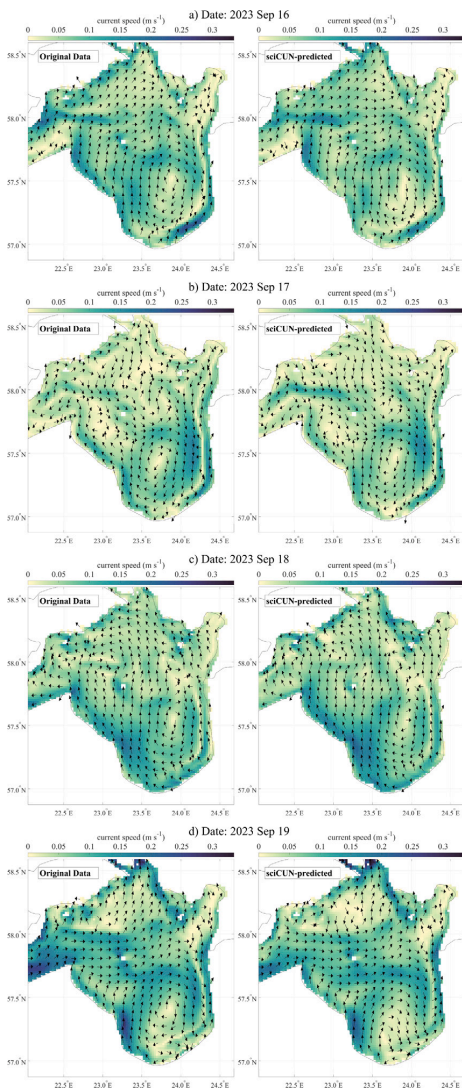 a) Date: 2023 Sep 16
current speed (m s⁻¹) current speed (m s⁻¹)
0 0.05 0.1 0.15 0.2 0.25 0.3 0 0.05 0.1 0.15 0.2 0.25 0.3
58.5°N
Original Data sciCUN-predicted
58.0°N
57.5°N
57.0°N
22.5°E 23.0°E 23.5°E 24.0°E 24.5°E 22.5°E 23.0°E 23.5°E 24.0°E 24.5°E
b) Date: 2023 Sep 17
current speed (m s⁻¹) current speed (m s⁻¹)
0 0.05 0.1 0.15 0.2 0.25 0.3 0 0.05 0.1 0.15 0.2 0.25 0.3
58.5°N
Original Data sciCUN-predicted
58.0°N
57.5°N
57.0°N
22.5°E 23.0°E 23.5°E 24.0°E 24.5°E 22.5°E 23.0°E 23.5°E 24.0°E 24.5°E
c) Date: 2023 Sep 18
current speed (m s⁻¹) current speed (m s⁻¹)
0 0.05 0.1 0.15 0.2 0.25 0.3 0 0.05 0.1 0.15 0.2 0.25 0.3
58.5°N
Original Data sciCUN-predicted
58.0°N
57.5°N
57.0°N
22.5°E 23.0°E 23.5°E 24.0°E 24.5°E 22.5°E 23.0°E 23.5°E 24.0°E 24.5°E
d) Date: 2023 Sep 19
current speed (m s⁻¹) current speed (m s⁻¹)
0 0.05 0.1 0.15 0.2 0.25 0.3 0 0.05 0.1 0.15 0.2 0.25 0.3
58.5°N
Original Data sciCUN-predicted
58.0°N
57.5°N
57.0°N
22.5°E 23.0°E 23.5°E 24.0°E 24.5°E 22.5°E 23.0°E 23.5°E 24.0°E 24.5°E